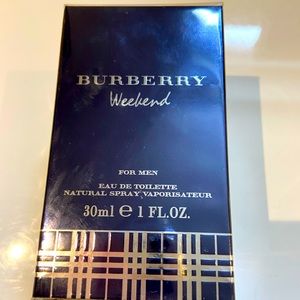 BURBERRY
Weekend
FOR MEN
EAU DE TOILETTE
NATURAL SPRAY VAPORISATEUR
30ml ℮ 1 FL.OZ.